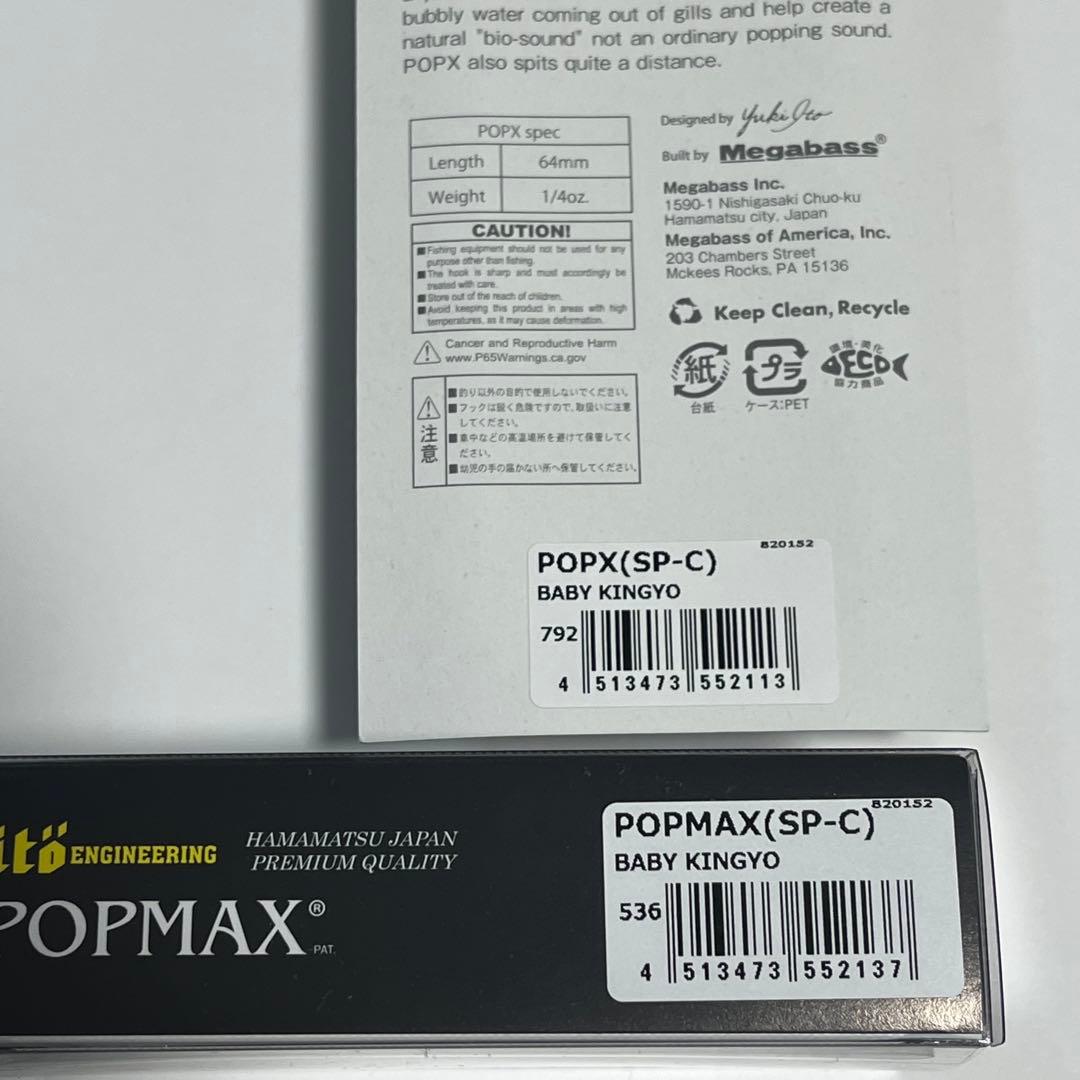 bubbly water coming out of gills and help create a
natural "bio-sound" not an ordinary popping sound.
POPX also spits quite a distance.
POPX spec
Length 64mm
Weight 1/4oz.
CAUTION!
■Fishing equipment should not be used for any
purpose other than fishing.
■The hook is sharp and must accordingly be
treated with care.
■Store out of the reach of children.
■Avoid keeping this product in areas with high
temperatures, as it may cause deformation.
Cancer and Reproductive Harm
www.P65Warnings.ca.gov
注意
■釣り以外の目的で使用しないでください。
■フックは鋭く危険ですので、取扱いに注意
してください。
■車中などの高温場所を避けて保管してく
ださい。
■幼児の手の届かない所へ保管してください。
Designed by Yuki Ito
Built by Megabass®
Megabass Inc.
1590-1 Nishigasaki Chuo-ku
Hamamatsu city, Japan
Megabass of America, Inc.
203 Chambers Street
Mckees Rocks, PA 15136
Keep Clean, Recycle
紙
台紙
プラ
ケース:PET
環境・美化
ECO
協力商品
820152
POPX(SP-C)
BABY KINGYO
792
4 513473 552113
itö ENGINEERING
HAMAMATSU JAPAN
PREMIUM QUALITY
POPMAX®
PAT.
820152
POPMAX(SP-C)
BABY KINGYO
536
4 513473 552137